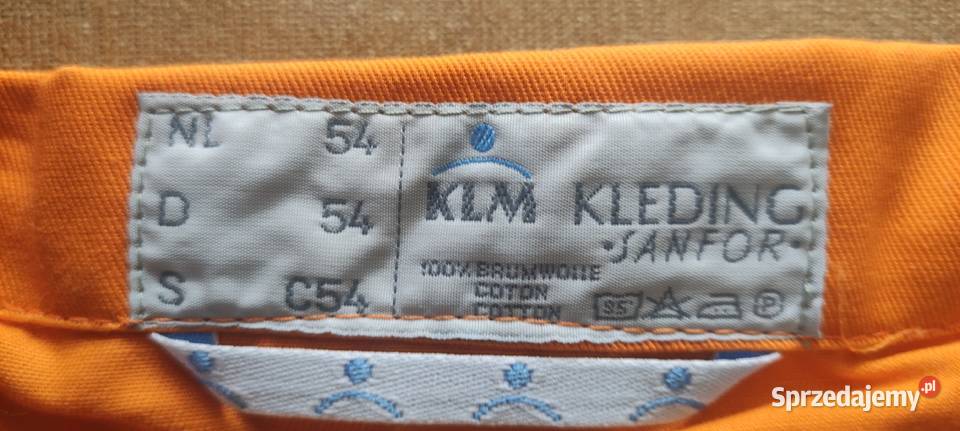 NL 54
D 54
S C54
KLM KLEDING
·SANFOR·
100% BAUMWOLLE
COTON
COTTON
95 P
Sprzedajemy.pl